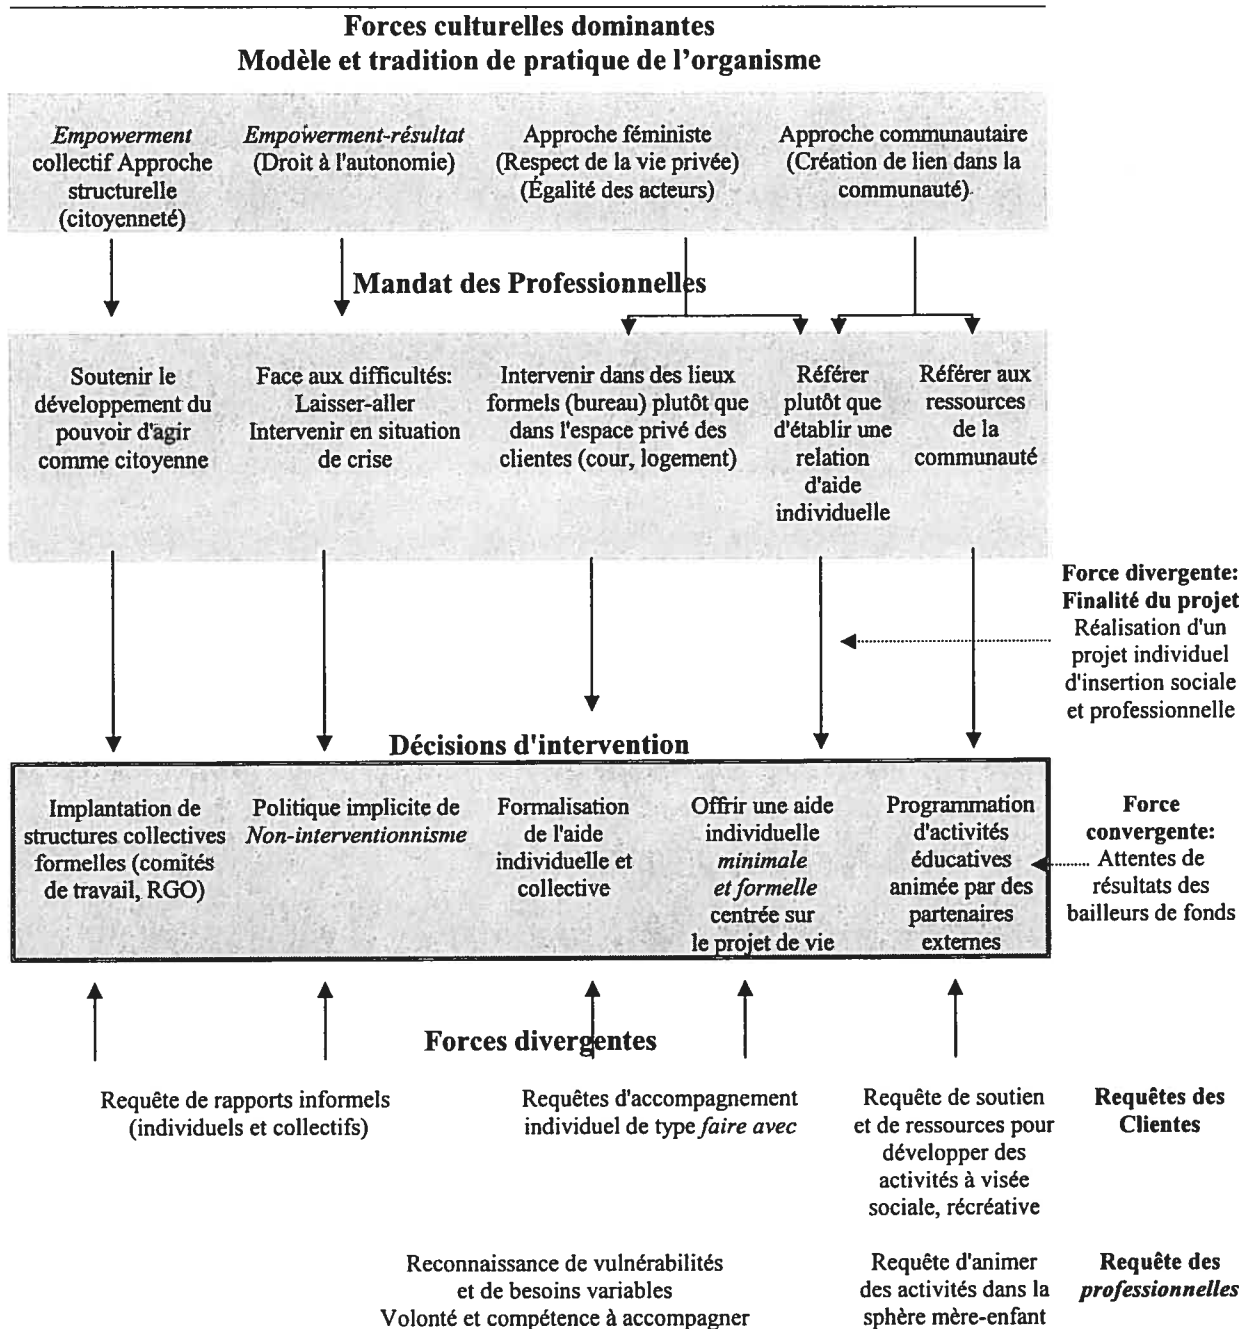 Forces culturelles dominantes
Modèle et tradition de pratique de l'organisme
Empowerment
collectif Approche
structurelle
(citoyenneté)
Empowerment-résultat
(Droit à l'autonomie)
Approche féministe
(Respect de la vie privée)
(Égalité des acteurs)
Approche communautaire
(Création de lien dans la
communauté)
Mandat des Professionnelles
Soutenir le
développement du
pouvoir d'agir
comme citoyenne
Face aux difficultés:
Laisser-aller
Intervenir en situation
de crise
Intervenir dans des lieux
formels (bureau) plutôt que
dans l'espace privé des
clientes (cour, logement)
Référer
plutôt que
d'établir une
relation
d'aide
individuelle
Référer aux
ressources
de la
communauté
Force divergente:
Finalité du projet
Réalisation d'un
projet individuel
d'insertion sociale
et professionnelle
Décisions d'intervention
Implantation de
structures collectives
formelles (comités
de travail, RGO)
Politique implicite de
Non-interventionnisme
Formalisation
de l'aide
individuelle et
collective
Offrir une aide
individuelle
minimale
et formelle
centrée sur
le projet de vie
Programmation
d'activités
éducatives
animée par des
partenaires
externes
Force
convergente:
Attentes de
résultats des
bailleurs de fonds
Forces divergentes
Requête de rapports informels
(individuels et collectifs)
Requêtes d'accompagnement
individuel de type faire avec
Requête de soutien
et de ressources pour
développer des
activités à visée
sociale, récréative
Requêtes des
Clientes
Reconnaissance de vulnérabilités
et de besoins variables
Volonté et compétence à accompagner
Requête d'animer
des activités dans la
sphère mère-enfant
Requête des
professionnelles